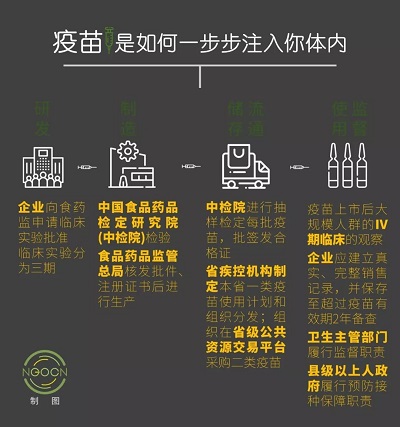 疫苗是如何一步步注入你体内
研发
制造
储存
流通
使用
监督
企业向食药
监申请临床
实验批准
临床实验分
为三期
中国食品药品
检定研究院
(中检院)检验
食品药品监管
总局核发批件、
注册证书后进
行生产
中检院进行抽
样检定每批疫
苗，批签发合
格证
省疾控机构制
定本省一类疫
苗使用计划和
组织分发；组
织在省级公共
资源交易平台
采购二类疫苗
疫苗上市后大
规模人群的IV
期临床的观察
企业应建立真
实、完整销售
记录，并保存
至超过疫苗有
效期2年备查
卫生主管部门
履行监督职责
县级以上人政
府履行预防接
种保障职责
NGOCN
制图